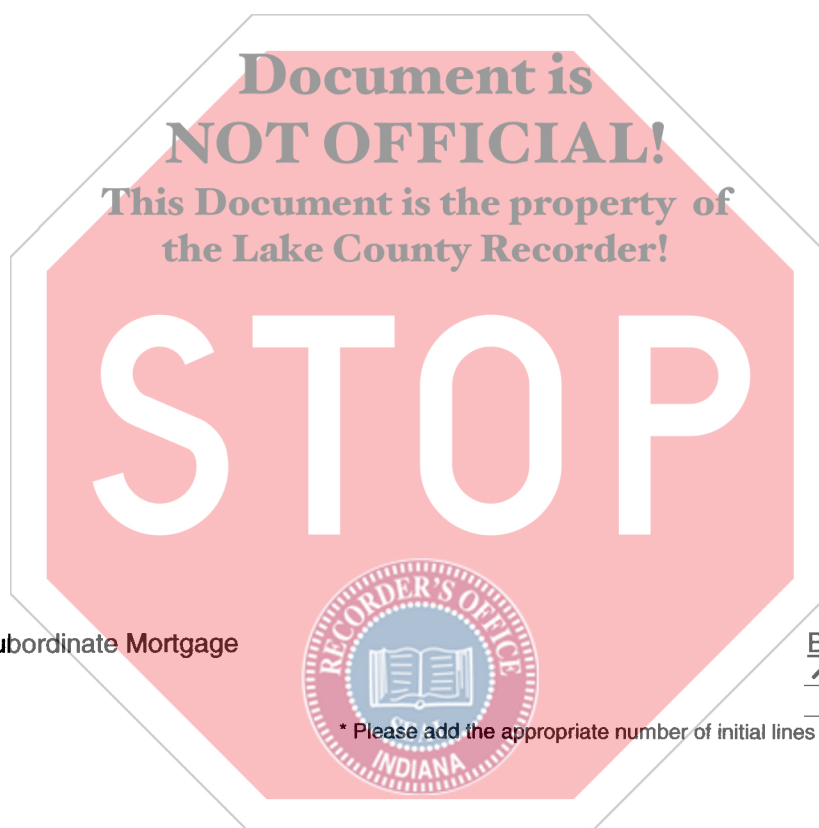 Document is
NOT OFFICIAL!
This Document is the property of
the Lake County Recorder!
STOP
RECORDER'S OFFICE
ubordinate Mortgage
SEAL
* Please add the appropriate number of initial lines
INDIANA